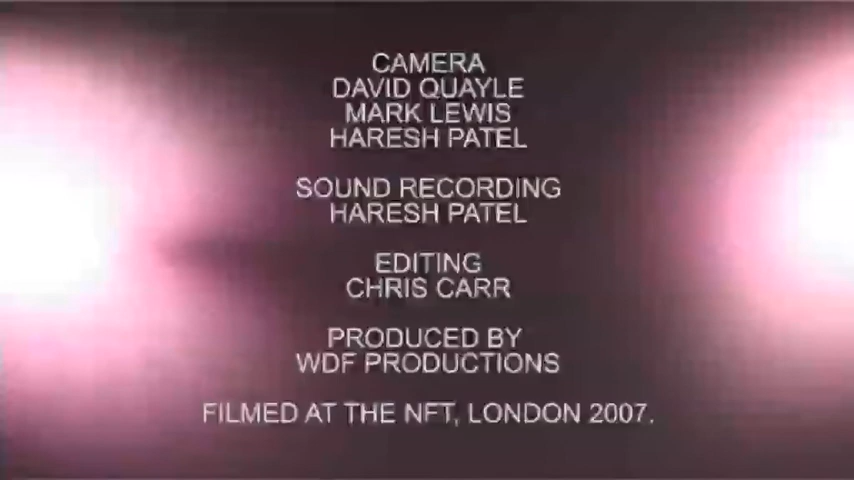 CAMERA
DAVID QUAYLE
MARK LEWIS
HARESH PATEL
SOUND RECORDING
HARESH PATEL
EDITING
CHRIS CARR
PRODUCED BY
WDF PRODUCTIONS
FILMED AT THE NFT, LONDON 2007.